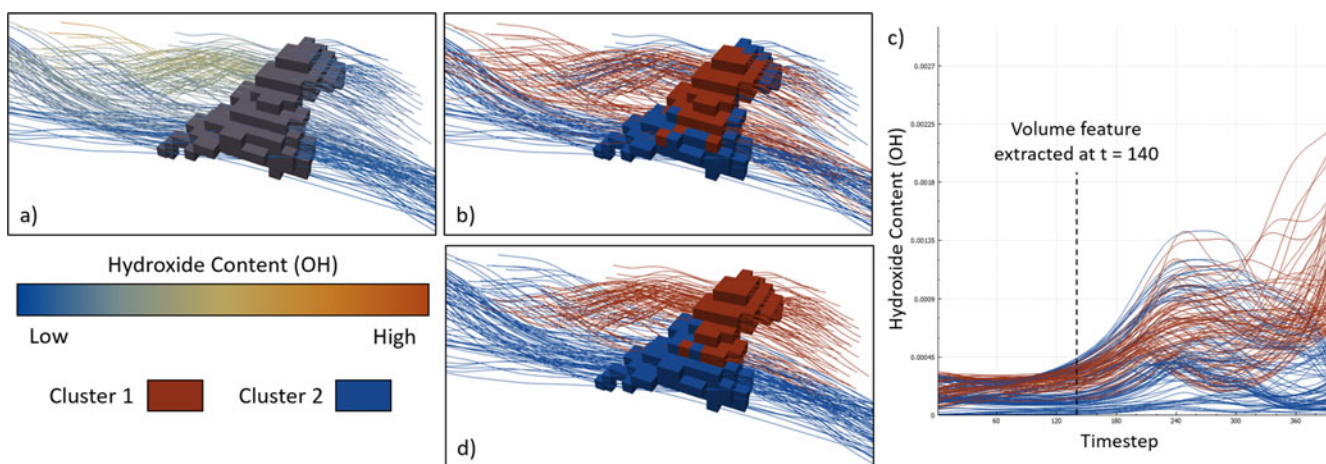 a)
b)
c)
Volume feature
extracted at t = 140
Hydroxide Content (OH)
0.0027
0.00225
0.0018
0.00135
0.0009
0.00045
0
60
120
180
240
300
360
Timestep
Hydroxide Content (OH)
Low
High
Cluster 1
Cluster 2
d)